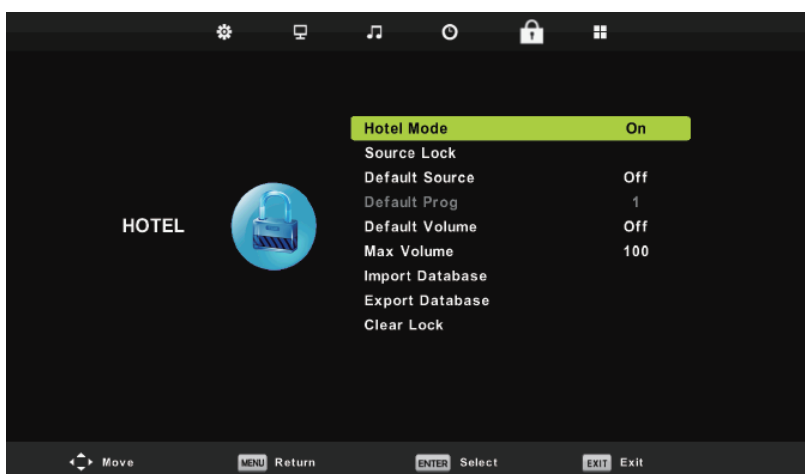 Hotel Mode On
Source Lock
Default Source Off
Default Prog 1
HOTEL
Default Volume Off
Max Volume 100
Import Database
Export Database
Clear Lock
Move MENU Return ENTER Select EXIT Exit